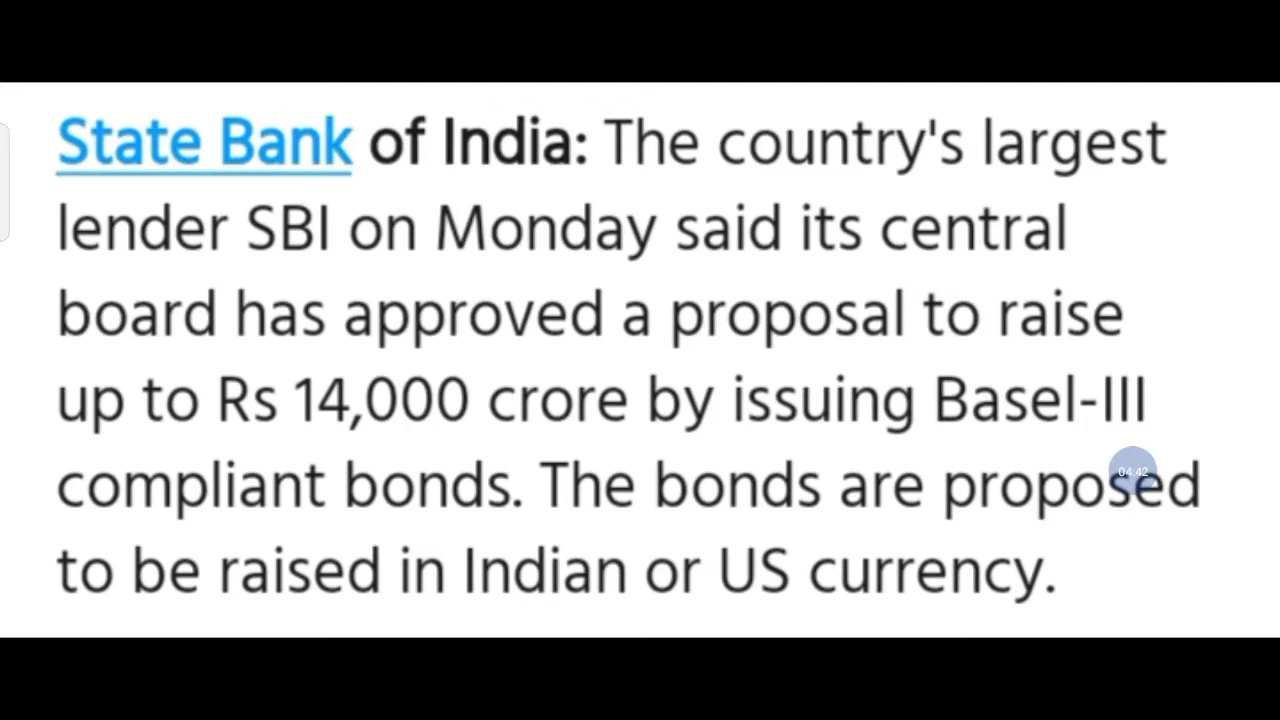 State Bank of India: The country's largest
lender SBI on Monday said its central
board has approved a proposal to raise
up to Rs 14,000 crore by issuing Basel-III
compliant bonds. The bonds are proposed
to be raised in Indian or US currency.
04:42